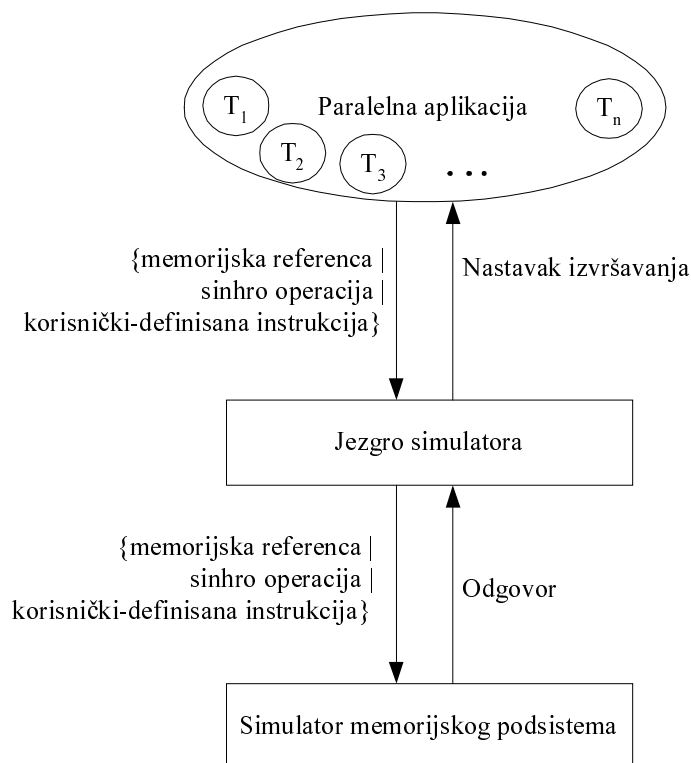 Paralelna aplikacija
T1
T2
T3
...
Tn
{memorijska referenca |
sinhro operacija |
korisnički-definisana instrukcija}
Nastavak izvršavanja
Jezgro simulatora
{memorijska referenca |
sinhro operacija |
korisnički-definisana instrukcija}
Odgovor
Simulator memorijskog podsistema